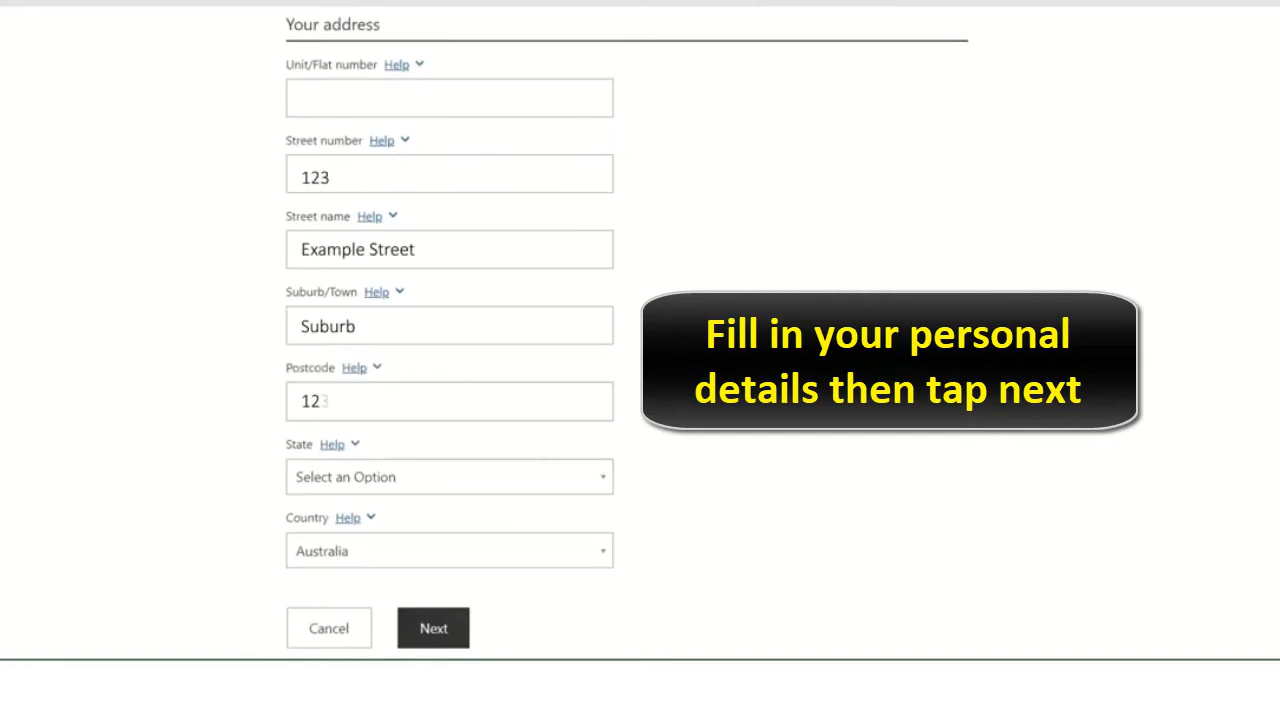 Your address
Unit/Flat number Help
Street number Help
123
Street name Help
Example Street
Suburb/Town Help
Suburb
Postcode Help
123
State Help
Select an Option
Country Help
Australia
Cancel Next
Fill in your personal
details then tap next